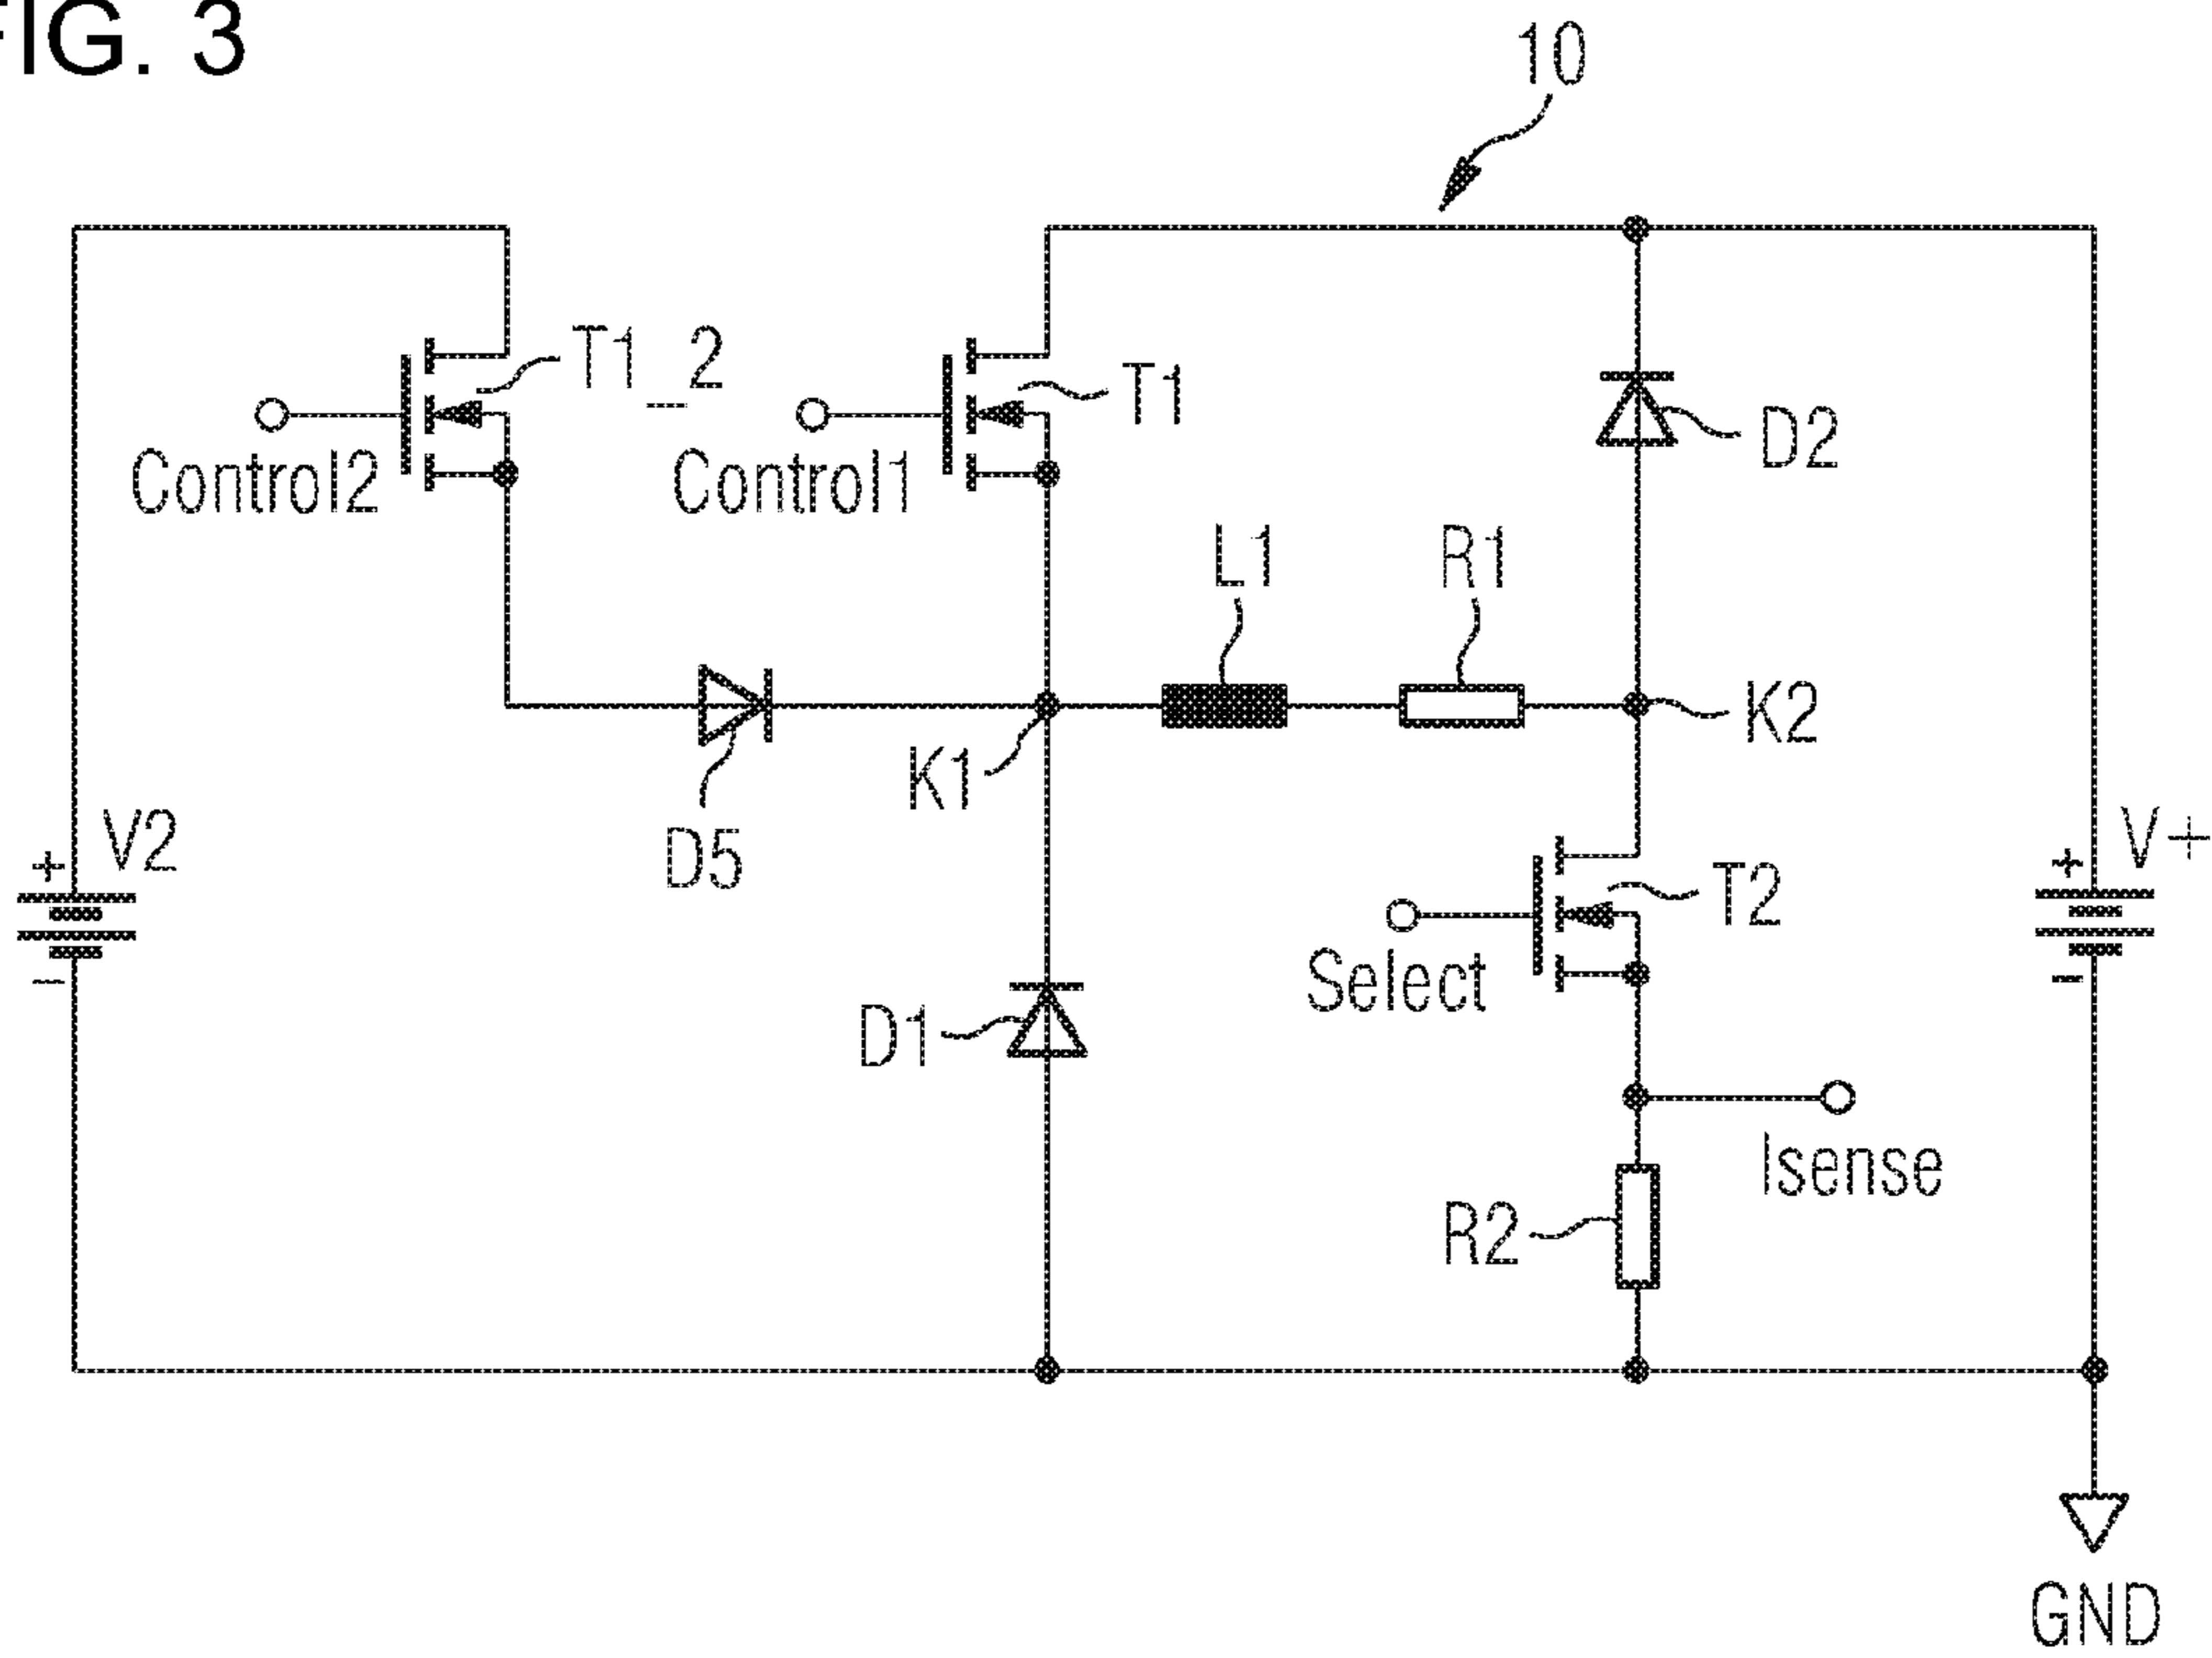 FIG. 3
10
T1_2
T1
D2
Control2
Control1
L1
R1
K1
K2
D5
V2
+
-
V+
+
-
T2
Select
D1
Isense
R2
GND